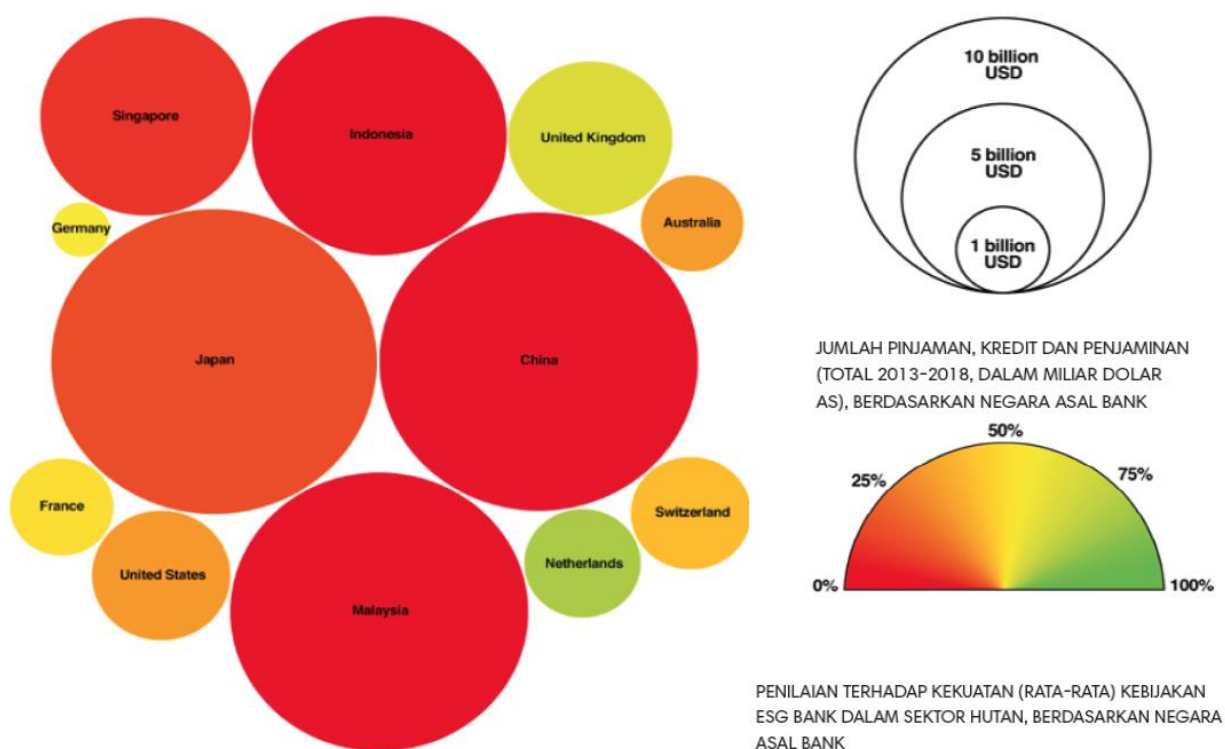 Singapore
Indonesia
United Kingdom
Germany
Australia
Japan
China
France
Switzerland
United States
Netherlands
Malaysia
10 billion
USD
5 billion
USD
1 billion
USD
JUMLAH PINJAMAN, KREDIT DAN PENJAMINAN
(TOTAL 2013-2018, DALAM MILIAR DOLAR
AS), BERDASARKAN NEGARA ASAL BANK
50%
25%
75%
0%
100%
PENILAIAN TERHADAP KEKUATAN (RATA-RATA) KEBIJAKAN
ESG BANK DALAM SEKTOR HUTAN, BERDASARKAN NEGARA
ASAL BANK